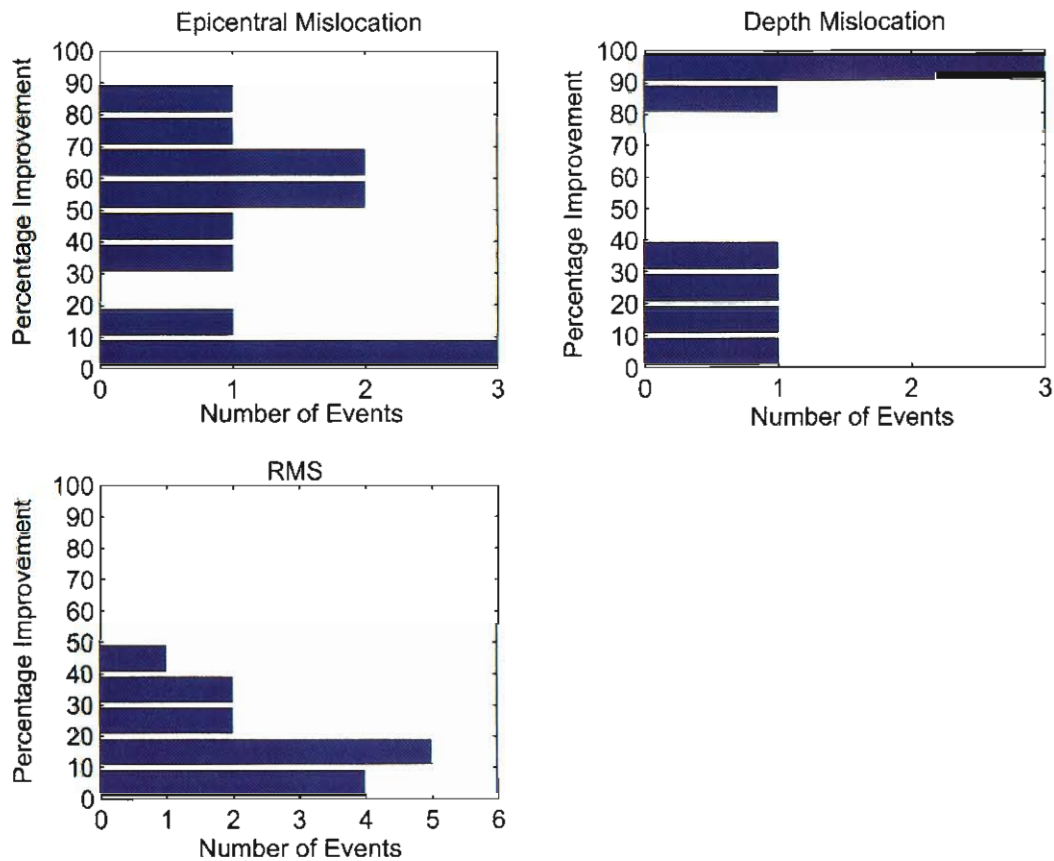 Epicentral Mislocation
Percentage Improvement
100
90
80
70
60
50
40
30
20
10
0
0 1 2 3
Number of Events
Depth Mislocation
Percentage Improvement
100
90
80
70
60
50
40
30
20
10
0
0 1 2 3
Number of Events
RMS
Percentage Improvement
100
90
80
70
60
50
40
30
20
10
0
0 1 2 3 4 5 6
Number of Events